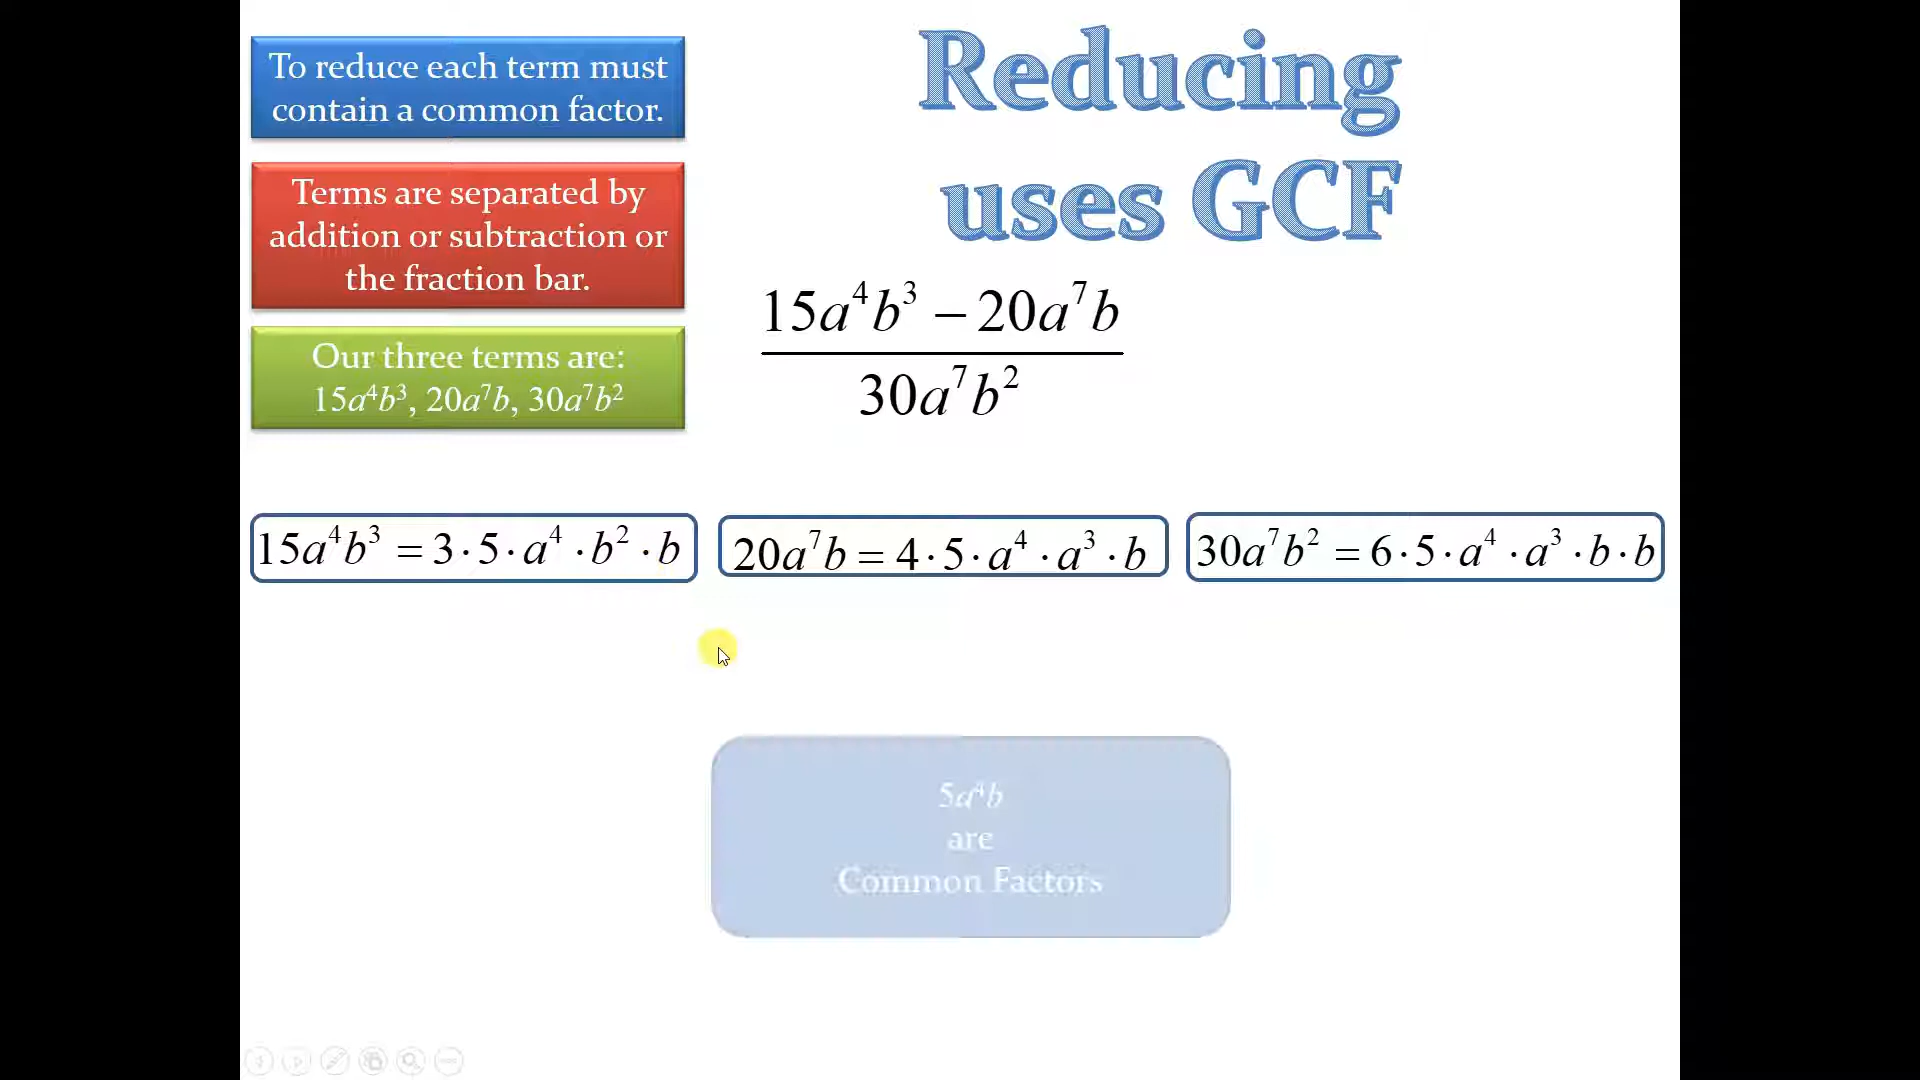 To reduce each term must
contain a common factor.
Terms are separated by
addition or subtraction or
the fraction bar.
Our three terms are:
15a⁴b³, 20a⁷b, 30a⁷b²
Reducing
uses GCF
15a⁴b³ – 20a⁷b
30a⁷b²
15a⁴b³ = 3 · 5 · a⁴ · b² · b
20a⁷b = 4 · 5 · a⁴ · a³ · b
30a⁷b² = 6 · 5 · a⁴ · a³ · b · b
5a⁴b
are
Common Factors